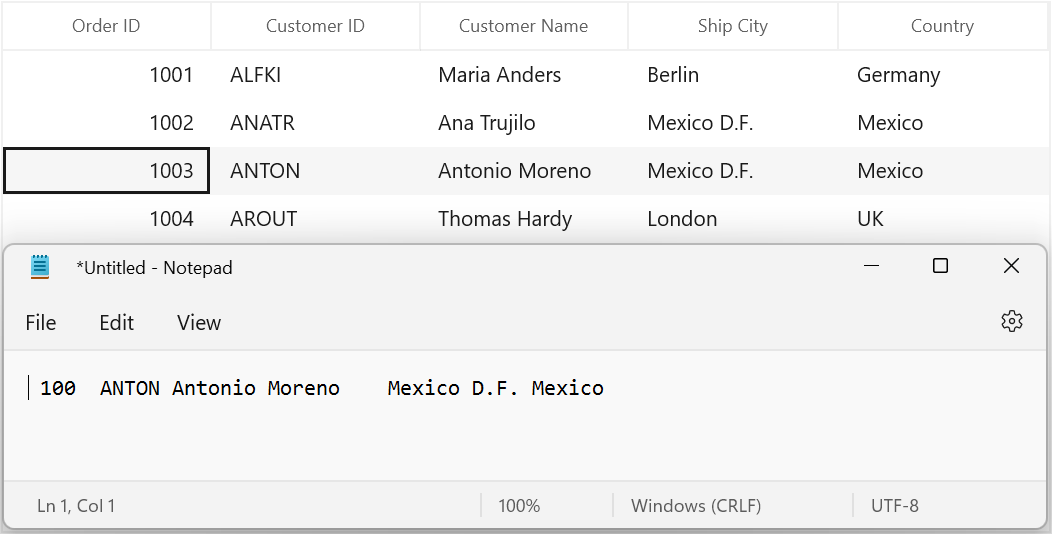 Order ID Customer ID Customer Name Ship City Country
1001 ALFKI Maria Anders Berlin Germany
1002 ANATR Ana Trujilo Mexico D.F. Mexico
1003 ANTON Antonio Moreno Mexico D.F. Mexico
1004 AROUT Thomas Hardy London UK
*Untitled - Notepad
File Edit View
100 ANTON Antonio Moreno Mexico D.F. Mexico
Ln 1, Col 1 100% Windows (CRLF) UTF-8